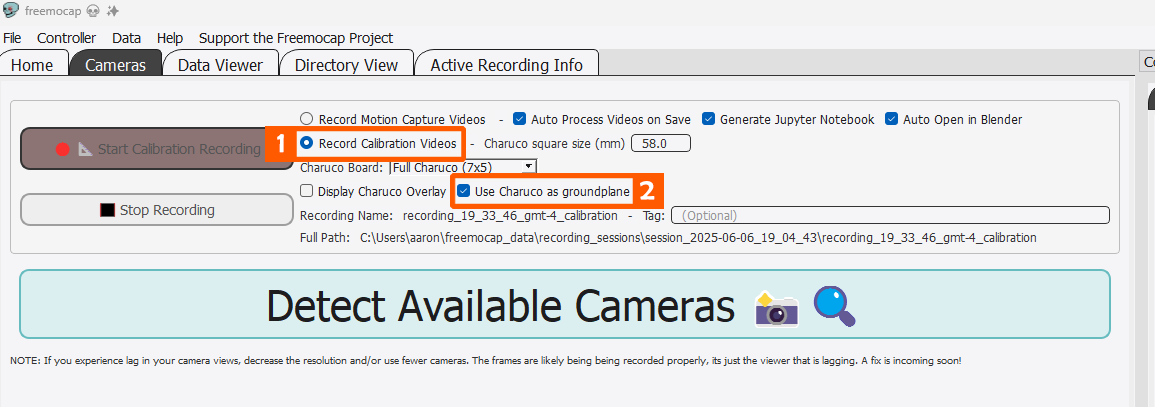 freemocap
File Controller Data Help Support the Freemocap Project
Home Cameras Data Viewer Directory View Active Recording Info
Co
Record Motion Capture Videos - Auto Process Videos on Save Generate Jupyter Notebook Auto Open in Blender
Start Calibration Recording
1 Record Calibration Videos - Charuco square size (mm) 58.0
Charuco Board: Full Charuco (7x5)
Display Charuco Overlay Use Charuco as groundplane 2
Stop Recording
Recording Name: recording_19_33_46_gmt-4_calibration - Tag: (Optional)
Full Path: C:\Users\aaron\freemocap_data\recording_sessions\session_2025-06-06_19_04_43\recording_19_33_46_gmt-4_calibration
Detect Available Cameras
NOTE: If you experience lag in your camera views, decrease the resolution and/or use fewer cameras. The frames are likely being being recorded properly, its just the viewer that is lagging. A fix is incoming soon!